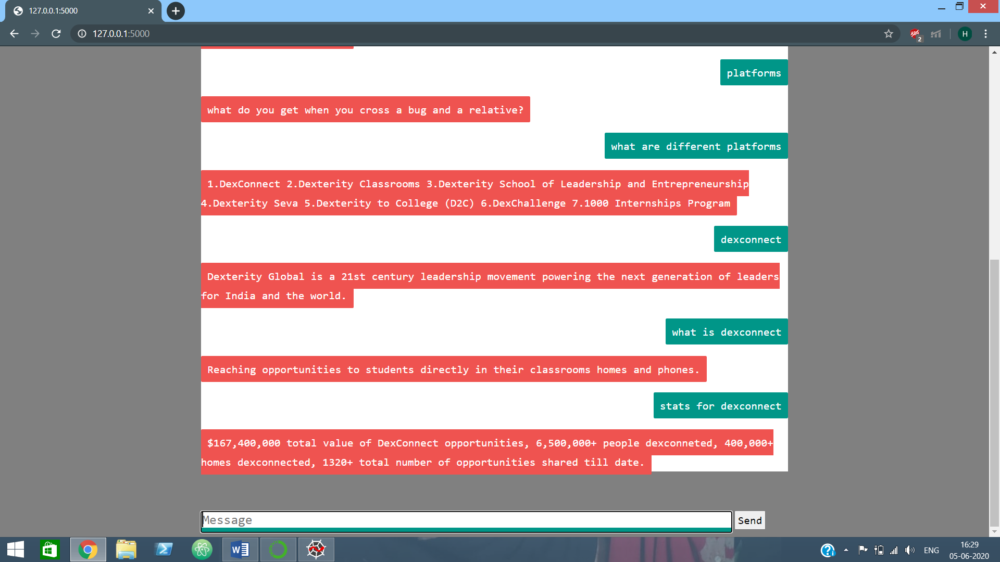 127.0.0.1:5000
127.0.0.1:5000
ABP
2
H
platforms
what do you get when you cross a bug and a relative?
what are different platforms
1.DexConnect 2.Dexterity Classrooms 3.Dexterity School of Leadership and Entrepreneurship
4.Dexterity Seva 5.Dexterity to College (D2C) 6.DexChallenge 7.1000 Internships Program
dexconnect
Dexterity Global is a 21st century leadership movement powering the next generation of leaders
for India and the world.
what is dexconnect
Reaching opportunities to students directly in their classrooms homes and phones.
stats for dexconnect
$167,400,000 total value of DexConnect opportunities, 6,500,000+ people dexconneted, 400,000+
homes dexconnected, 1320+ total number of opportunities shared till date.
Message
Send
ENG
16:29
05-06-2020